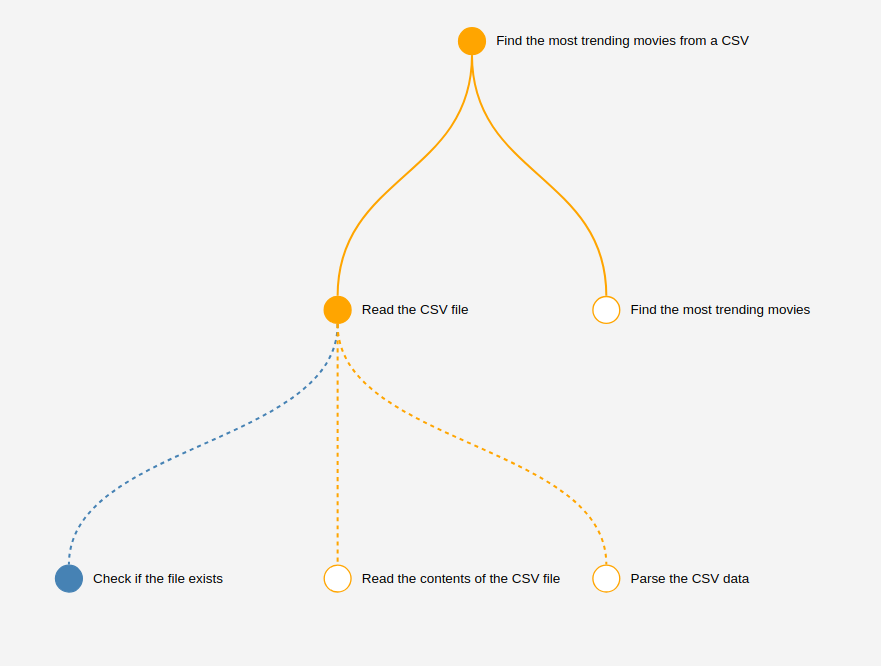 Find the most trending movies from a CSV
Read the CSV file
Find the most trending movies
Check if the file exists
Read the contents of the CSV file
Parse the CSV data